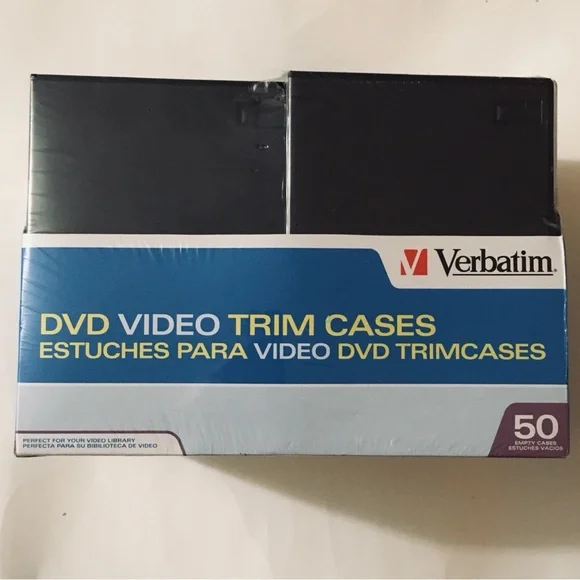 Verbatim.
DVD VIDEO TRIM CASES
ESTUCHES PARA VIDEO DVD TRIMCASES
PERFECT FOR YOUR VIDEO LIBRARY
PERFECTA PARA SU BIBILIOTECA DE VIDEO
50
EMPTY CASES
ESTUCHES VACIOS